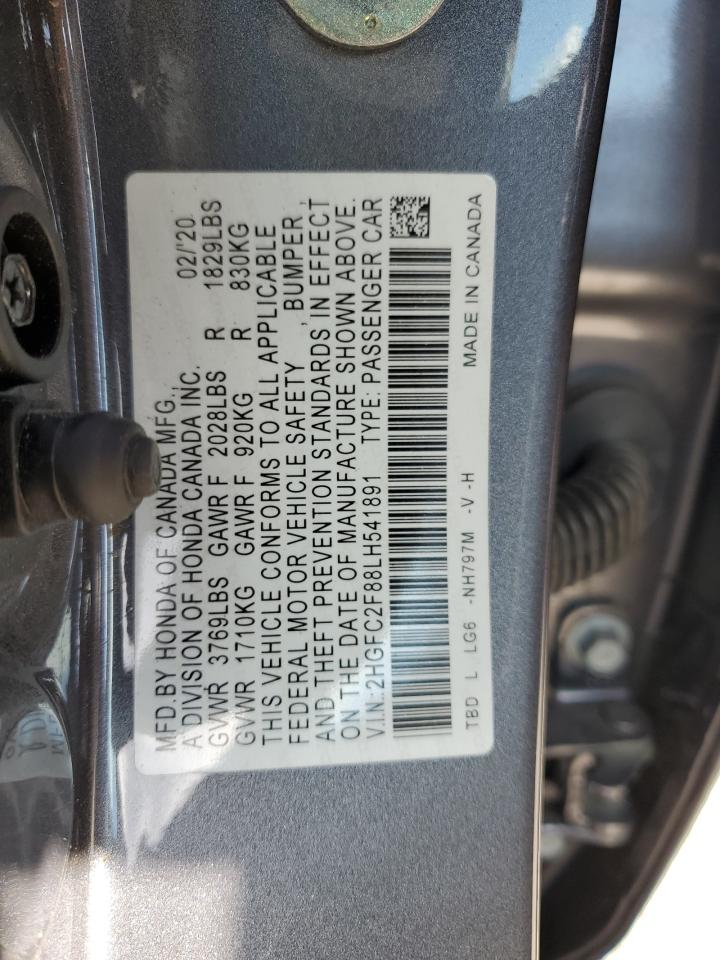 MFD.BY HONDA OF CANADA MFG., 02/'20
A DIVISION OF HONDA CANADA INC.
GVWR 3769LBS GAWR F 2028LBS R 1829LBS
GVWR 1710KG GAWR F 920KG R 830KG
THIS VEHICLE CONFORMS TO ALL APPLICABLE
FEDERAL MOTOR VEHICLE SAFETY , BUMPER ,
AND THEFT PREVENTION STANDARDS IN EFFECT
ON THE DATE OF MANUFACTURE SHOWN ABOVE.
V.I.N.:2HGFC2F88LH541891 TYPE: PASSENGER CAR
TBD L LG6 -NH797M -V -H MADE IN CANADA